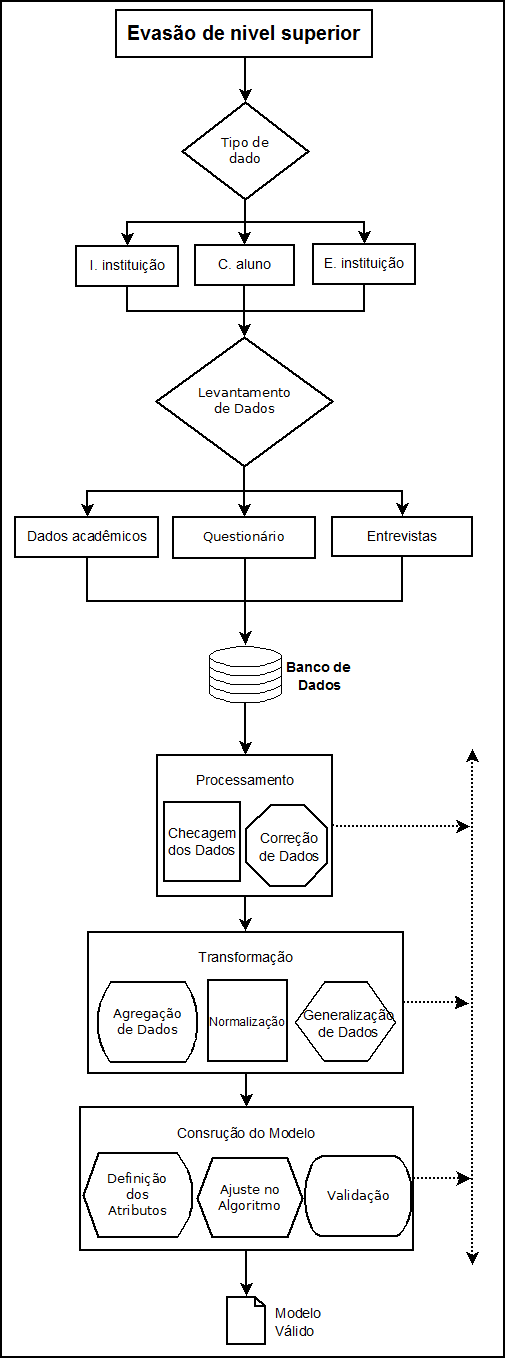 Evasão de nivel superior
Tipo de
dado
I. instituição
C. aluno
E. instituição
Levantamento
de Dados
Dados acadêmicos
Questionário
Entrevistas
Banco de
Dados
Processamento
Checagem
dos Dados
Correção
de Dados
Transformação
Agregação
de Dados
Normalização
Generalização
de Dados
Consrução do Modelo
Definição
dos
Atributos
Ajuste no
Algoritmo
Validação
Modelo
Válido